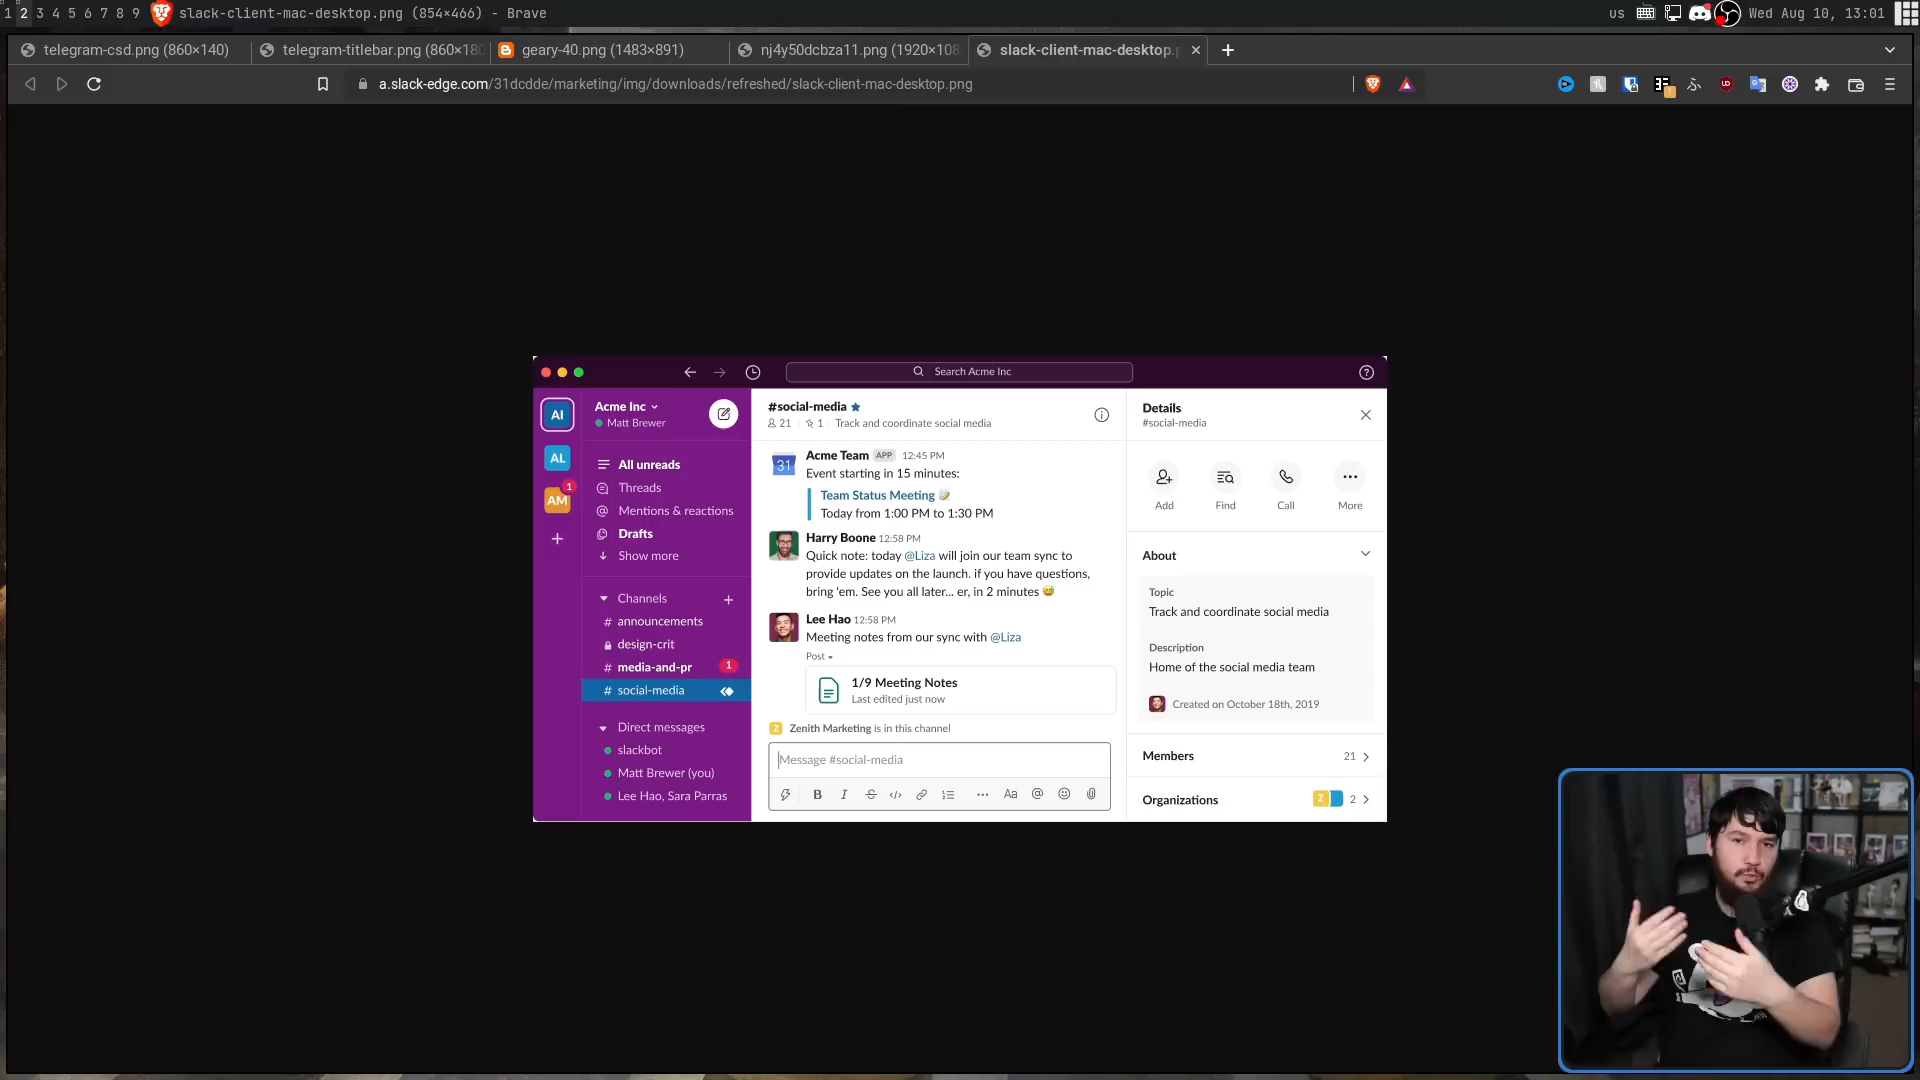 1 2 3 4 5 6 7 8 9 slack-client-mac-desktop.png (854×466) - Brave
us Wed Aug 10, 13:01
telegram-csd.png (860×140)
telegram-titlebar.png (860×180
geary-40.png (1483×891)
nj4y50dcbza11.png (1920×108
slack-client-mac-desktop.p
a.slack-edge.com/31dcdde/marketing/img/downloads/refreshed/slack-client-mac-desktop.png
Search Acme Inc
AI
AL
AM
1
Acme Inc
Matt Brewer
All unreads
Threads
Mentions & reactions
Drafts
Show more
Channels
# announcements
design-crit
# media-and-pr 1
# social-media
Direct messages
slackbot
Matt Brewer (you)
Lee Hao, Sara Parras
#social-media
21 1 Track and coordinate social media
31
Acme Team APP 12:45 PM
Event starting in 15 minutes:
Team Status Meeting
Today from 1:00 PM to 1:30 PM
Harry Boone 12:58 PM
Quick note: today @Liza will join our team sync to
provide updates on the launch. if you have questions,
bring 'em. See you all later... er, in 2 minutes
Lee Hao 12:58 PM
Meeting notes from our sync with @Liza
Post
1/9 Meeting Notes
Last edited just now
Z Zenith Marketing is in this channel
Message #social-media
B I S </> Aa @
Details
#social-media
Add
Find
Call
More
About
Topic
Track and coordinate social media
Description
Home of the social media team
Created on October 18th, 2019
Members 21
Organizations Z 2